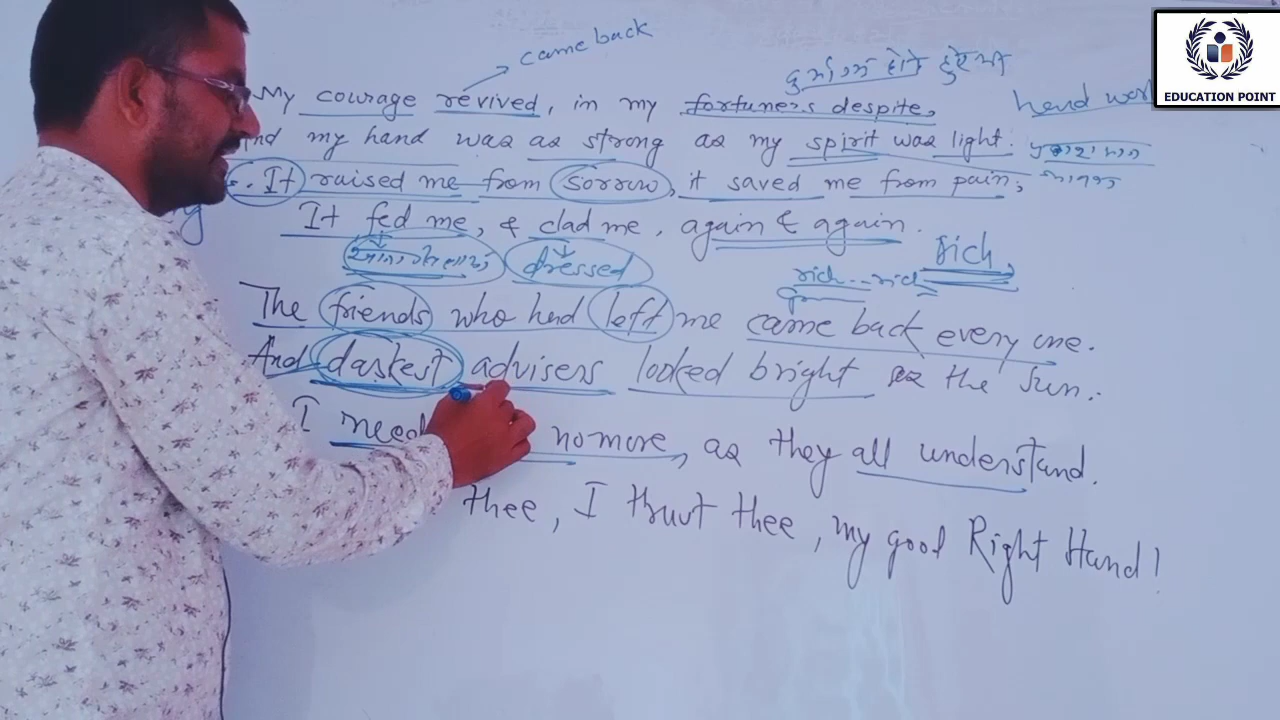 came back
EDUCATION POINT
My courage revived, in my fortune's despite,
hand
my hand was as strong as my spirit was light.
It raised me from sorrow, it saved me from pain;
It fed me, & clad me, again & again.
rich
dressed
rich rich
The friends who had left me came back every one.
And darkest advisers looked bright as the Sun.
I need no more, as they all understand.
thee, I trust thee, my good Right Hand!